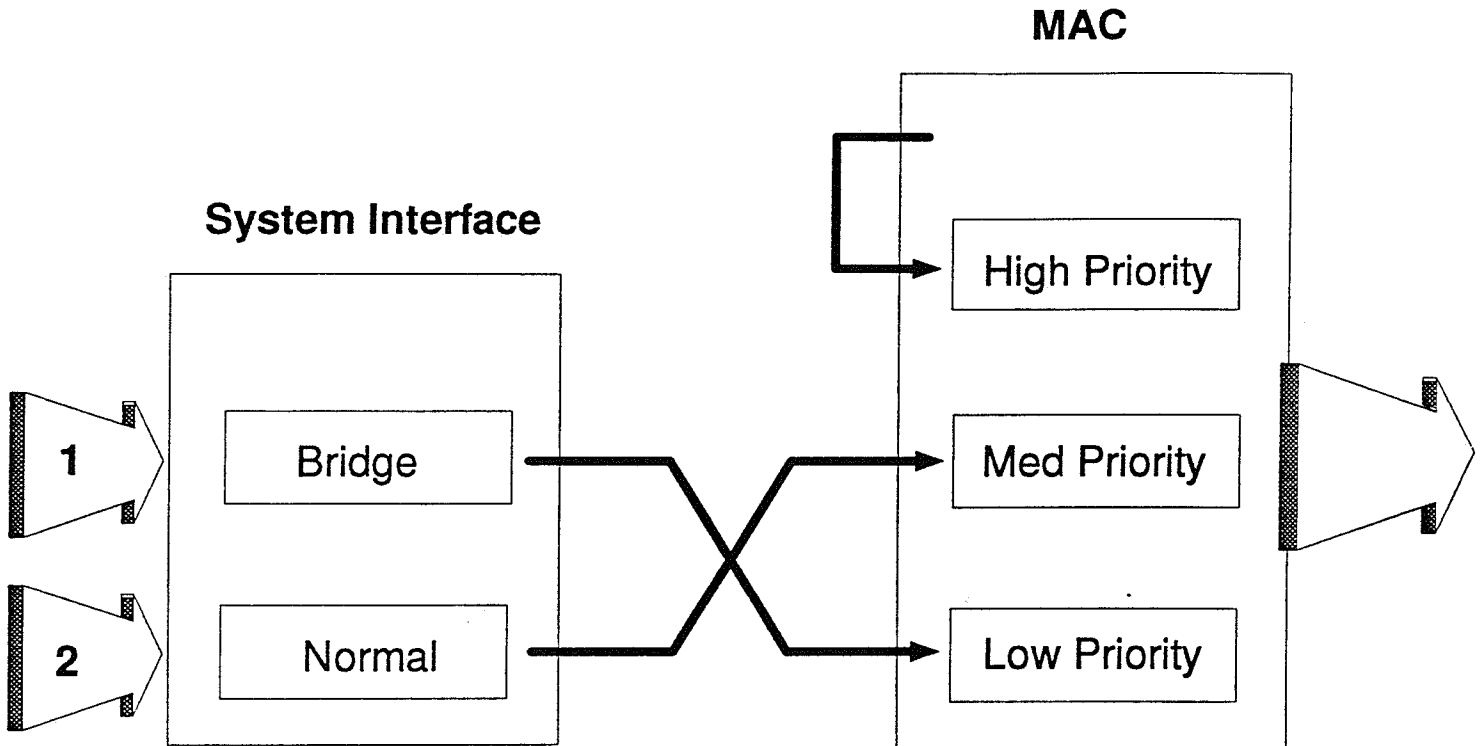 MAC
System Interface
High Priority
1
Bridge
Med Priority
2
Normal
Low Priority